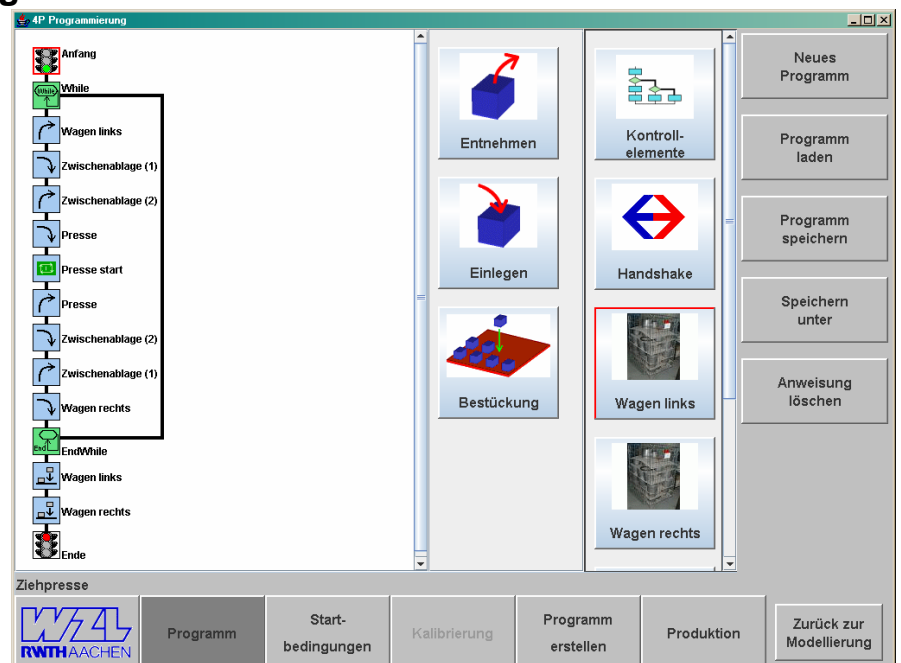 4P Programmierung
Anfang
While
While
Wagen links
Zwischenablage (1)
Zwischenablage (2)
Presse
Presse start
Presse
Zwischenablage (2)
Zwischenablage (1)
Wagen rechts
End
EndWhile
Wagen links
Wagen rechts
Ende
Entnehmen
Einlegen
Bestückung
Kontroll-
elemente
Handshake
Wagen links
Wagen rechts
Neues
Programm
Programm
laden
Programm
speichern
Speichern
unter
Anweisung
löschen
Ziehpresse
WZL
RWTHAACHEN
Programm
Start-
bedingungen
Kalibrierung
Programm
erstellen
Produktion
Zurück zur
Modellierung